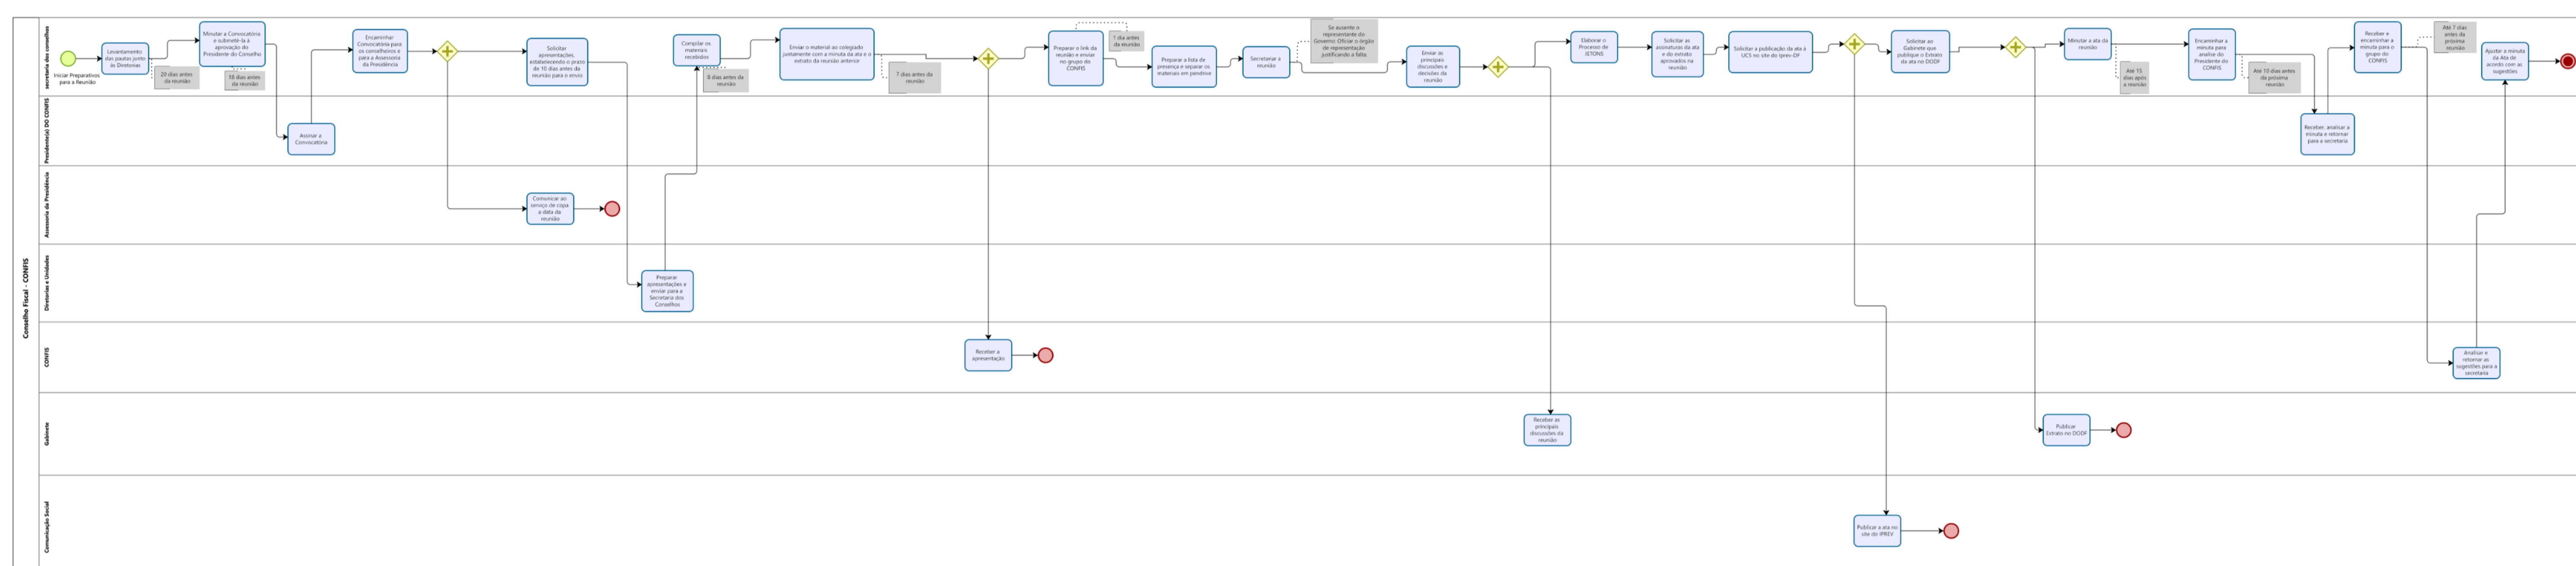 Conselho Fiscal - CONFIS
secretaria dos conselhos
Iniciar Preparativos
para a Reunião
Levantamento
das pautas junto
às Diretorias
20 dias antes
da reunião
Minutar a Convocatória
e submetê-la à
aprovação do
Presidente do Conselho
18 dias antes
da reunião
Encaminhar
Convocatória para
os conselheiros e
para a Assessoria
da Presidência
Solicitar
apresentações,
estabelecendo o prazo
de 10 dias antes da
reunião para o envio
Compilar os
materiais
recebidos
8 dias antes da
reunião
Enviar o material ao colegiado
juntamente com a minuta da ata e o
extrato da reunião anterior
7 dias antes da
reunião
Preparar o link da
reunião e enviar
no grupo do
CONFIS
1 dia antes
da reunião
Preparar a lista de
presença e separar os
materiais em pendrive
Secretariar a
reunião
Se ausente o
representante do
Governo: Oficiar o órgão
de representação
justificando a falta.
Enviar as
principais
discussões e
decisões da
reunião
Elaborar o
Processo de
JETONS
Solicitar as
assinaturas da ata
e do extrato
aprovados na
reunião
Solicitar a publicação da ata à
UCS no site do Iprev-DF
Solicitar ao
Gabinete que
publique o Extrato
da ata no DODF
Minutar a ata da
reunião
Até 15
dias após
a reunião
Encaminhar a
minuta para
analise do
Presidente do
CONFIS
Até 10 dias antes
da próxima
reunião
Receber e
encaminhar a
minuta para o
grupo do
CONFIS
Até 7 dias
antes da
próxima
reunião
Ajustar a minuta
da Ata de
acordo com as
sugestões
Presidente(a) DO CONFIS
Assinar a
Convocatória
Receber, analisar a
minuta e retornar
para a secretaria
Assessoria da Presidência
Comunicar ao
serviço de copa
a data da
reunião
Diretorias e Unidades
Preparar
apresentações e
enviar para a
Secretaria dos
Conselhos
CONFIS
Receber a
apresentação
Analisar e
retornar as
sugestões para a
secretaria
Gabinete
Receber as
principais
discussões da
reunião
Publicar
Extrato no DODF
Comunicação Social
Publicar a ata no
site do IPREV